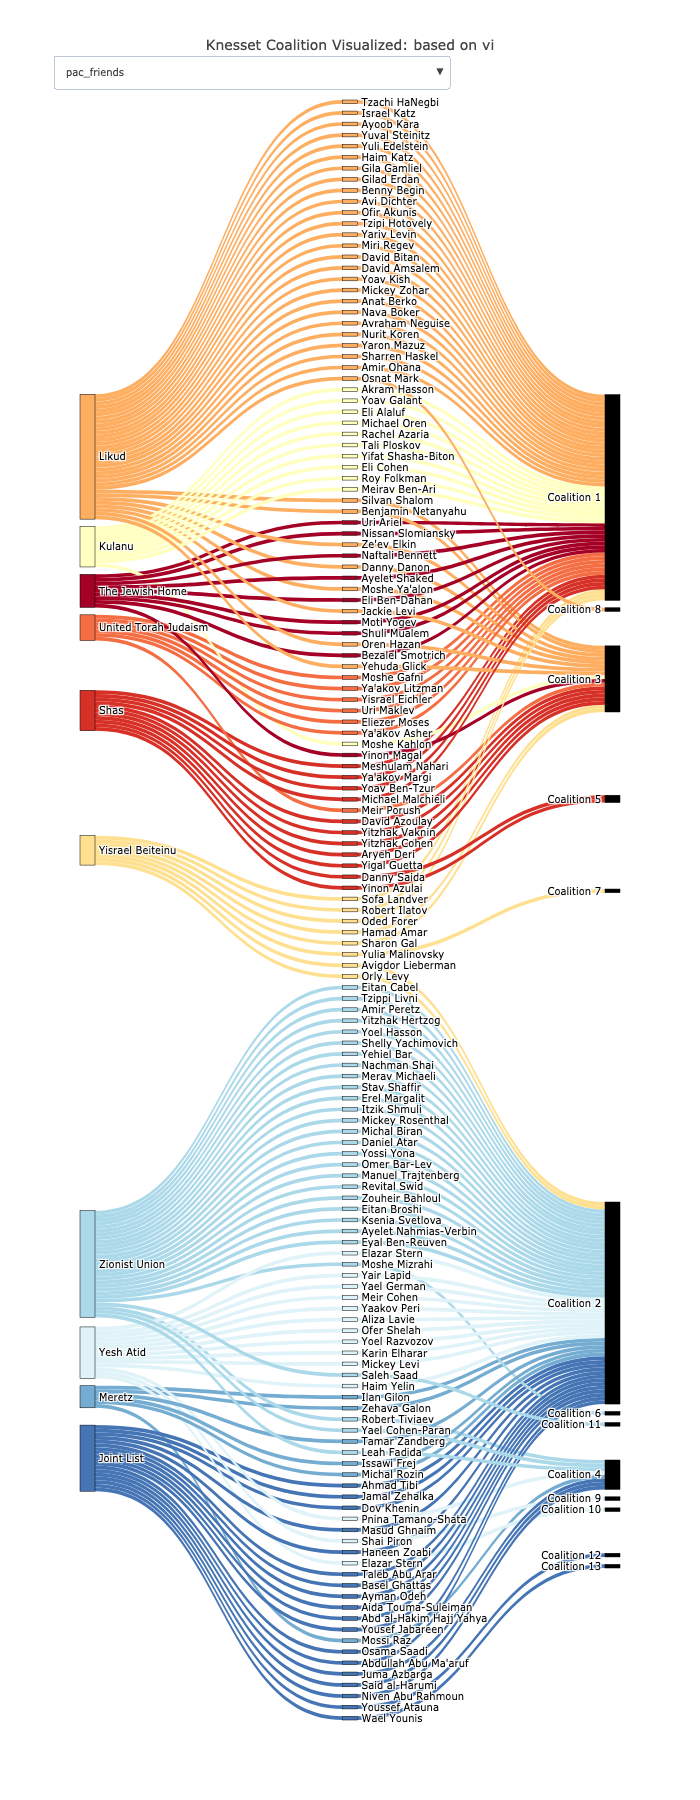 Knesset Coalition Visualized: based on vi
pac_friends
Tzachi HaNegbi
Israel Katz
Ayoob Kara
Yuval Steinitz
Yuli Edelstein
Haim Katz
Gila Gamliel
Gilad Erdan
Benny Begin
Avi Dichter
Ofir Akunis
Tzipi Hotovely
Yariv Levin
Miri Regev
David Bitan
David Amsalem
Yoav Kish
Mickey Zohar
Anat Berko
Nava Boker
Avraham Neguise
Nurit Koren
Yaron Mazuz
Sharren Haskel
Amir Ohana
Osnat Mark
Akram Hasson
Yoav Galant
Eli Alaluf
Michael Oren
Rachel Azaria
Tali Ploskov
Yifat Shasha-Biton
Eli Cohen
Roy Folkman
Meirav Ben-Ari
Silvan Shalom
Benjamin Netanyahu
Uri Ariel
Nissan Slomiansky
Ze'ev Elkin
Naftali Bennett
Danny Danon
Ayelet Shaked
Moshe Ya'alon
Eli Ben-Dahan
Jackie Levi
Moti Yogev
Shuli Mualem
Oren Hazan
Bezalel Smotrich
Yehuda Glick
Moshe Gafni
Ya'akov Litzman
Yisrael Eichler
Uri Maklev
Eliezer Moses
Ya'akov Asher
Moshe Kahlon
Yinon Magal
Meshulam Nahari
Ya'akov Margi
Yoav Ben-Tzur
Michael Malchieli
Meir Porush
David Azoulay
Yitzhak Vaknin
Yitzhak Cohen
Aryeh Deri
Yigal Guetta
Danny Saida
Yinon Azulai
Sofa Landver
Robert Ilatov
Oded Forer
Hamad Amar
Sharon Gal
Yulia Malinovsky
Avigdor Lieberman
Orly Levy
Eitan Cabel
Tzippi Livni
Amir Peretz
Yitzhak Hertzog
Yoel Hasson
Shelly Yachimovich
Yehiel Bar
Nachman Shai
Merav Michaeli
Stav Shaffir
Erel Margalit
Itzik Shmuli
Mickey Rosenthal
Michal Biran
Daniel Atar
Yossi Yona
Omer Bar-Lev
Manuel Trajtenberg
Revital Swid
Zouheir Bahloul
Eitan Broshi
Ksenia Svetlova
Ayelet Nahmias-Verbin
Eyal Ben-Reuven
Elazar Stern
Moshe Mizrahi
Yair Lapid
Yael German
Meir Cohen
Yaakov Peri
Aliza Lavie
Ofer Shelah
Yoel Razvozov
Karin Elharar
Mickey Levi
Saleh Saad
Haim Yelin
Ilan Gilon
Zehava Galon
Robert Tiviaev
Yael Cohen-Paran
Tamar Zandberg
Leah Fadida
Issawi Frej
Michal Rozin
Ahmad Tibi
Jamal Zehalka
Dov Khenin
Pnina Tamano-Shata
Masud Ghnaim
Shai Piron
Haneen Zoabi
Elazar Stern
Taleb Abu Arar
Basel Ghattas
Ayman Odeh
Aida Touma-Suleiman
Abd al-Hakim Hajj Yahya
Yousef Jabareen
Mossi Raz
Osama Saadi
Abdullah Abu Ma'aruf
Juma Azbarga
Said al-Harumi
Niven Abu Rahmoun
Youssef Atauna
Wael Younis
Likud
Kulanu
The Jewish Home
United Torah Judaism
Shas
Yisrael Beiteinu
Zionist Union
Yesh Atid
Meretz
Joint List
Coalition 1
Coalition 8
Coalition 3
Coalition 5
Coalition 7
Coalition 2
Coalition 6
Coalition 11
Coalition 4
Coalition 9
Coalition 10
Coalition 12
Coalition 13